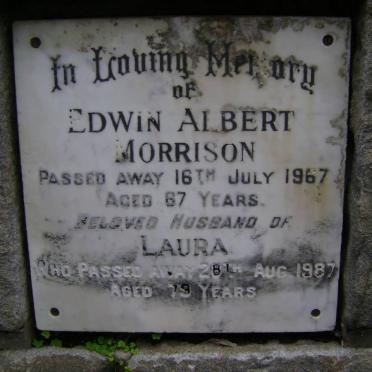 In Loving Memory
of
EDWIN ALBERT
MORRISON
PASSED AWAY 16TH JULY 1967
AGED 67 YEARS.
BELOVED HUSBAND OF
LAURA
WHO PASSED AWAY 28TH AUG. 1987
AGED 79 YEARS